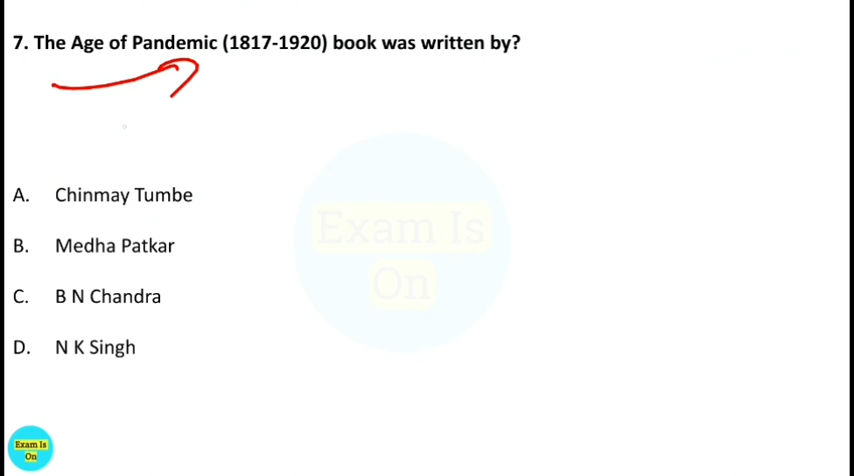 7. The Age of Pandemic (1817-1920) book was written by?
A. Chinmay Tumbe
B. Medha Patkar
C. B N Chandra
D. N K Singh
Exam Is
On
Exam Is
On